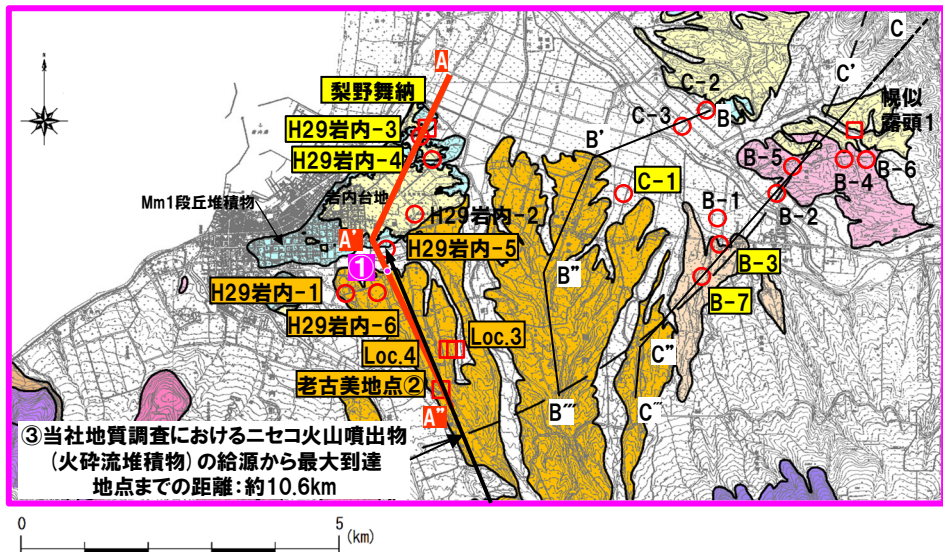 A
C
C'
C-2
B
梨野舞納
幌似
露頭1
C-3
H29岩内-3
B'
B-5
H29岩内-4
B-4
B-6
岩内台地
C-1
Mm1段丘堆積物
H29岩内-2
B-1
B-2
A'
H29岩内-5
①
B''
B-3
H29岩内-1
B-7
H29岩内-6
Loc.3
Loc.4
C''
老古美地点②
A''
B'''
C'''
③当社地質調査におけるニセコ火山噴出物
(火砕流堆積物)の給源から最大到達
地点までの距離:約10.6km
0
5
(km)